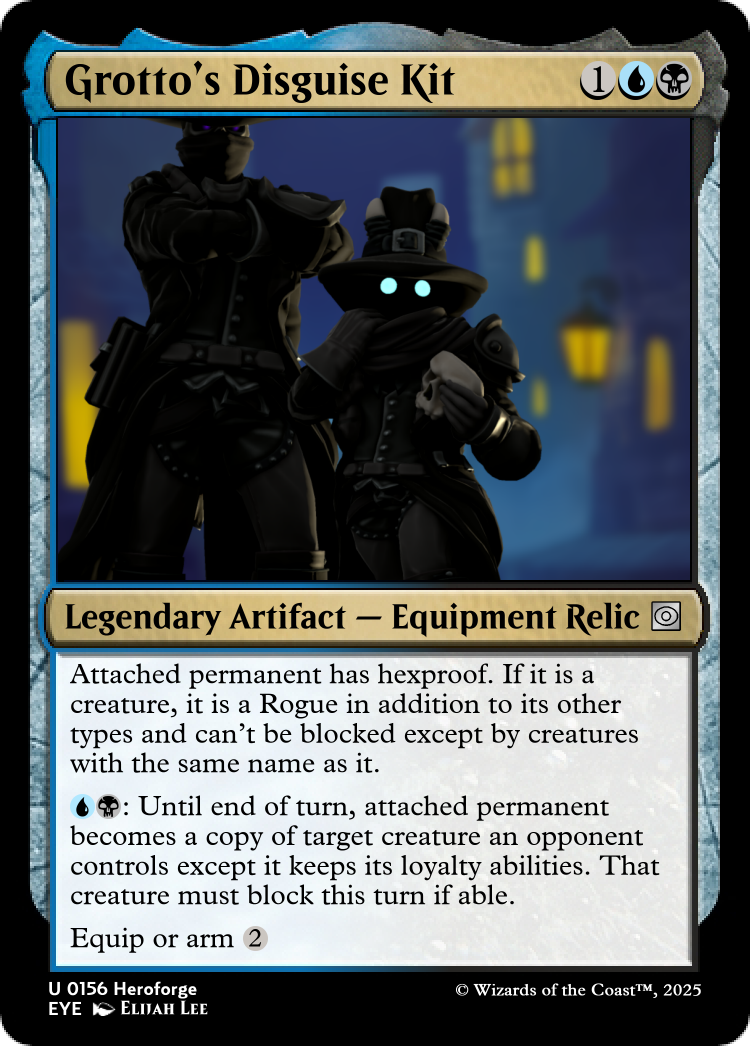 Grotto's Disguise Kit 1
Legendary Artifact — Equipment Relic
Attached permanent has hexproof. If it is a
creature, it is a Rogue in addition to its other
types and can't be blocked except by creatures
with the same name as it.
: Until end of turn, attached permanent
becomes a copy of target creature an opponent
controls except it keeps its loyalty abilities. That
creature must block this turn if able.
Equip or arm 2
U 0156 Heroforge
EYE Elijah Lee
© Wizards of the Coast™, 2025